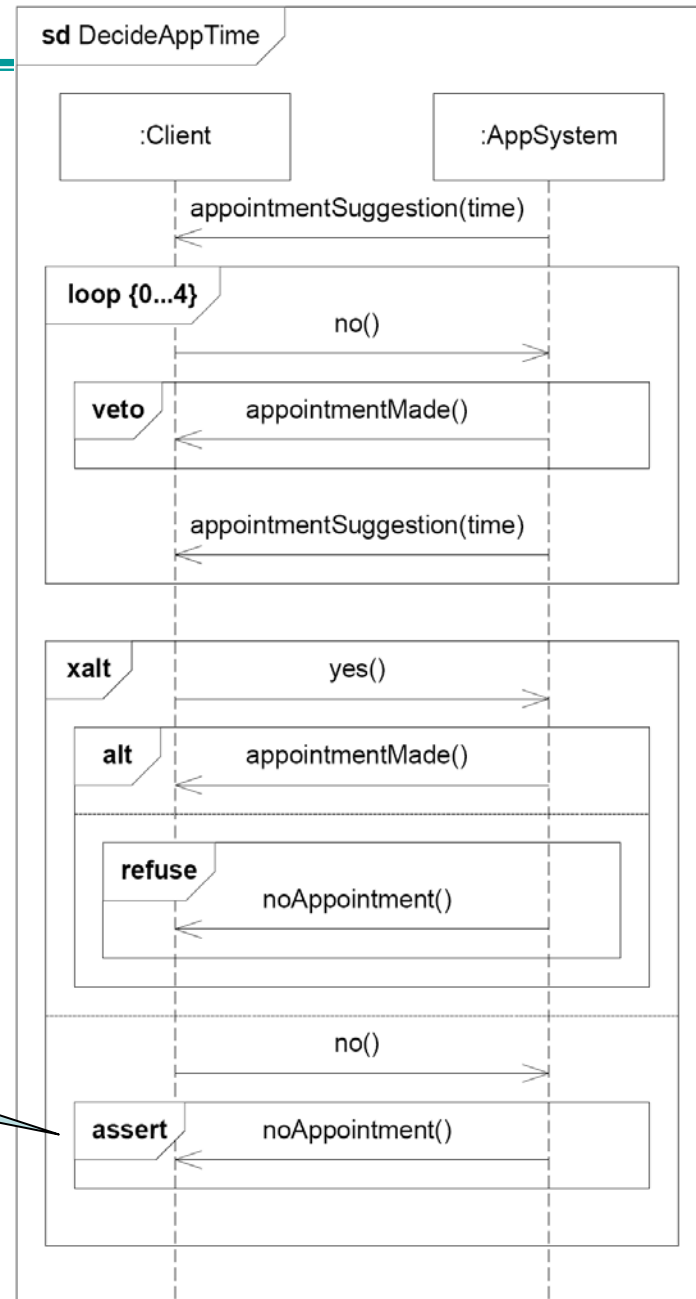 sd DecideAppTime
:Client :AppSystem
appointmentSuggestion(time)
loop {0...4}
no()
veto appointmentMade()
appointmentSuggestion(time)
xalt yes()
alt appointmentMade()
refuse
noAppointment()
no()
assert noAppointment()